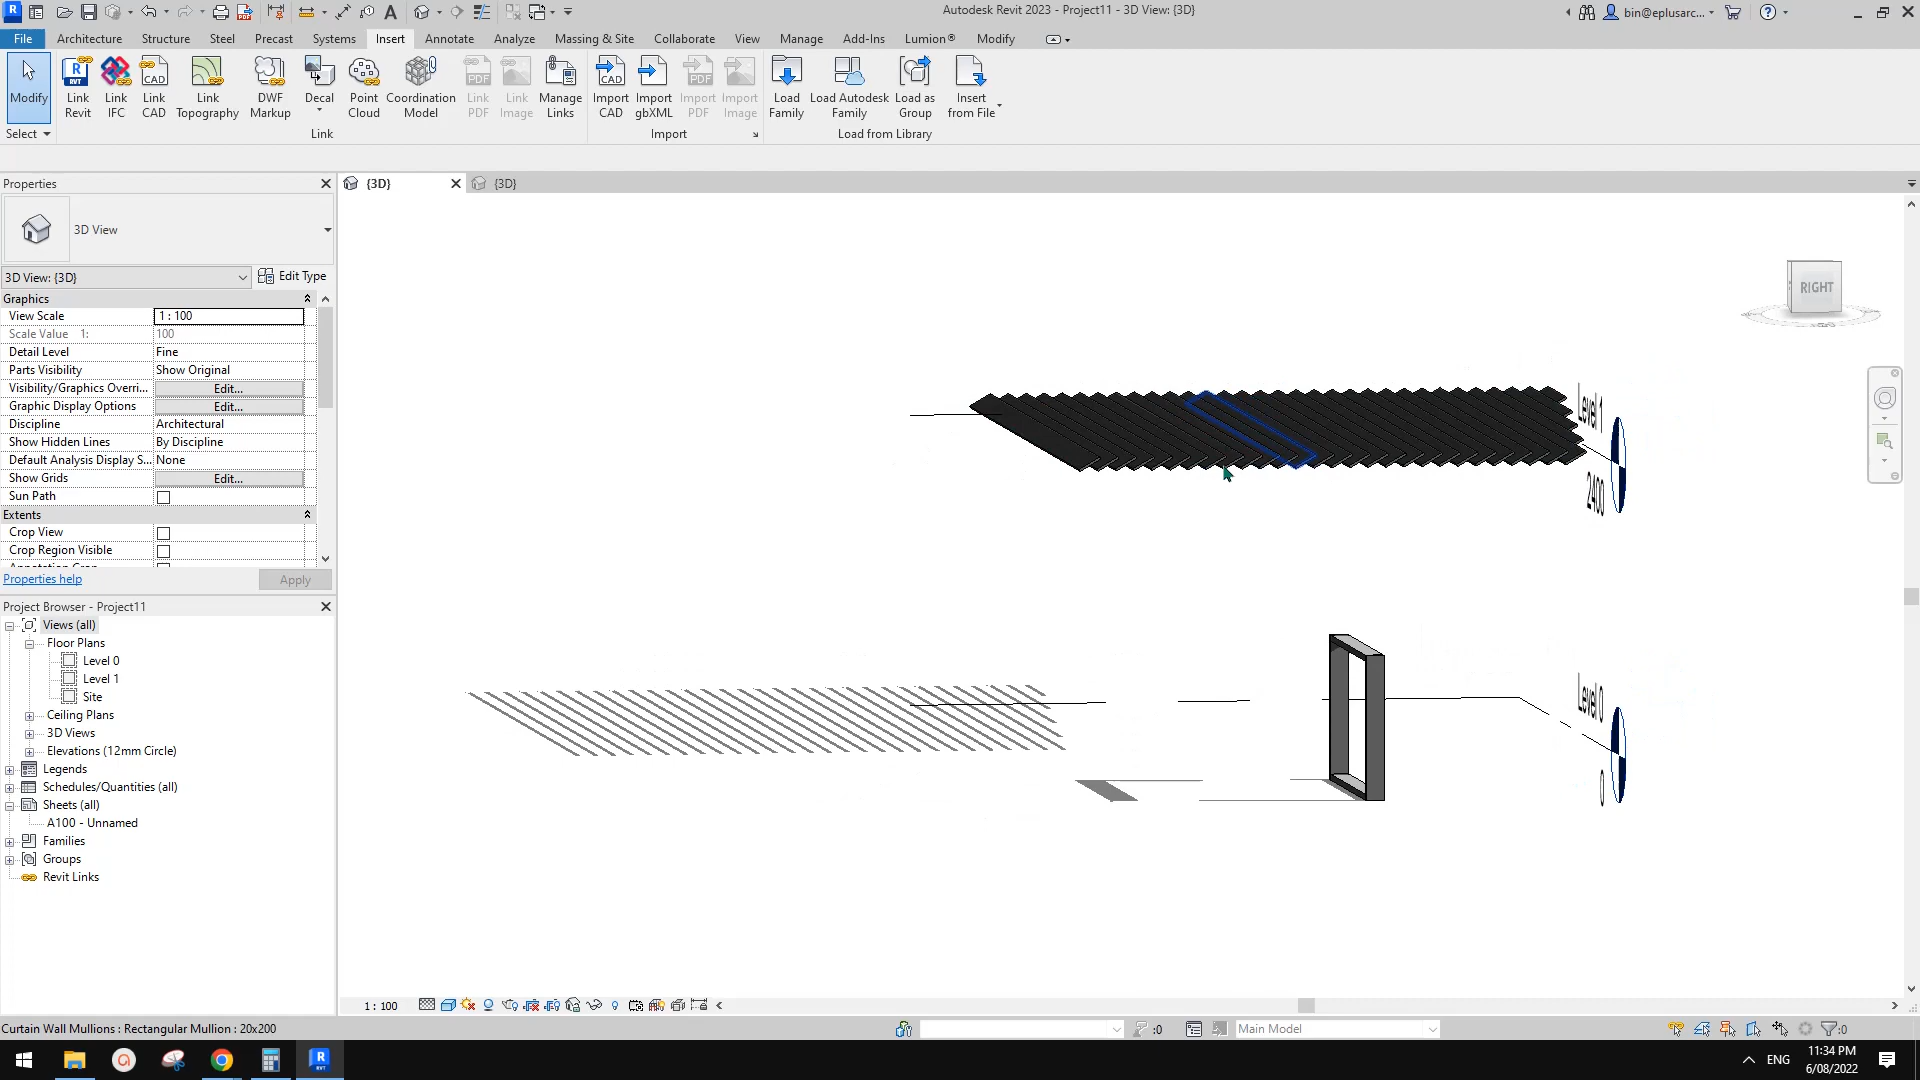 Autodesk Revit 2023 - Project11 - 3D View: {3D}
bin@eplusarc...
File
Architecture
Structure
Steel
Precast
Systems
Insert
Annotate
Analyze
Massing & Site
Collaborate
View
Manage
Add-Ins
Lumion®
Modify
Modify
Link
Revit
Link
IFC
Link
CAD
Link
Topography
DWF
Markup
Decal
Point
Cloud
Coordination
Model
Link
PDF
Link
Image
Manage
Links
Import
CAD
Import
gbXML
Import
PDF
Import
Image
Load
Family
Load Autodesk
Family
Load as
Group
Insert
from File
Select
Link
Import
Load from Library
Properties
{3D}
{3D}
3D View
3D View: {3D}
Edit Type
Graphics
View Scale
1 : 100
Scale Value 1:
100
Detail Level
Fine
Parts Visibility
Show Original
Visibility/Graphics Overri...
Edit...
Graphic Display Options
Edit...
Discipline
Architectural
Show Hidden Lines
By Discipline
Default Analysis Display S...
None
Show Grids
Edit...
Sun Path
Extents
Crop View
Crop Region Visible
Properties help
Apply
Project Browser - Project11
Views (all)
Floor Plans
Level 0
Level 1
Site
Ceiling Plans
3D Views
Elevations (12mm Circle)
Legends
Schedules/Quantities (all)
Sheets (all)
A100 - Unnamed
Families
Groups
Revit Links
RIGHT
Level 1
2400
Level 0
0
1 : 100
Curtain Wall Mullions : Rectangular Mullion : 20x200
:0
Main Model
:0
ENG
11:34 PM
6/08/2022